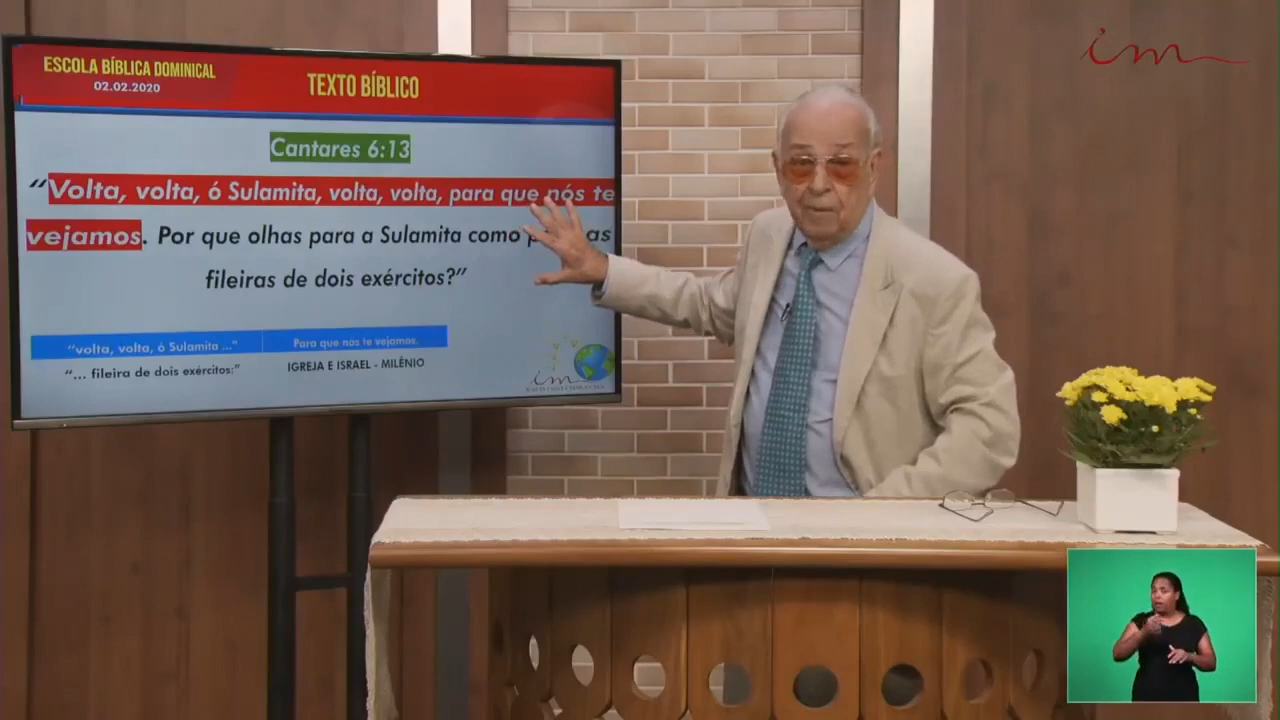 im
ESCOLA BÍBLICA DOMINICAL
02.02.2020
TEXTO BÍBLICO
Cantares 6:13
“Volta, volta, ó Sulamita, volta, volta, para que nós te
vejamos. Por que olhas para a Sulamita como as
fileiras de dois exércitos?”
“volta, volta, ó Sulamita ...” Para que nos te vejamos.
“... fileira de dois exércitos:” IGREJA E ISRAEL - MILÊNIO
im